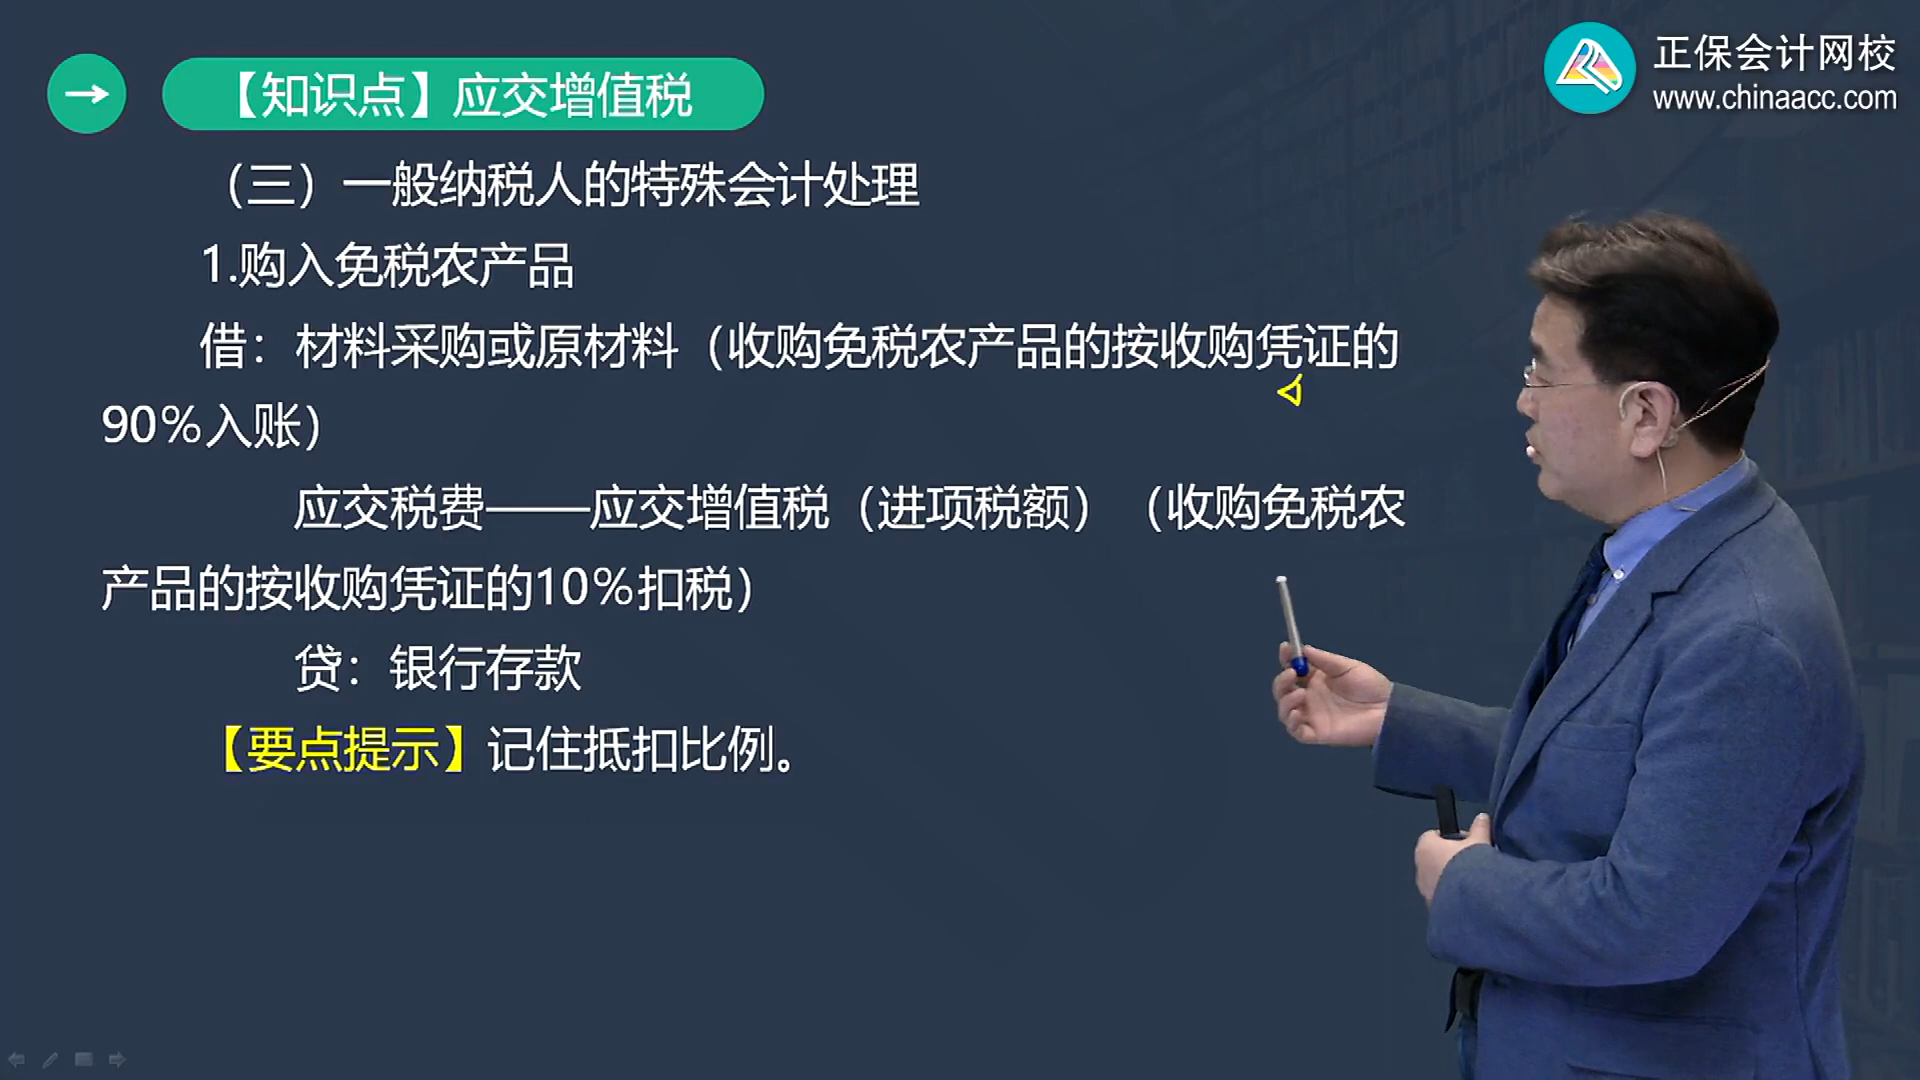 正保会计网校
www.chinaacc.com
【知识点】应交增值税
（三）一般纳税人的特殊会计处理
1.购入免税农产品
借：材料采购或原材料（收购免税农产品的按收购凭证的
90%入账）
应交税费——应交增值税（进项税额）（收购免税农
产品的按收购凭证的10%扣税）
贷：银行存款
【要点提示】记住抵扣比例。